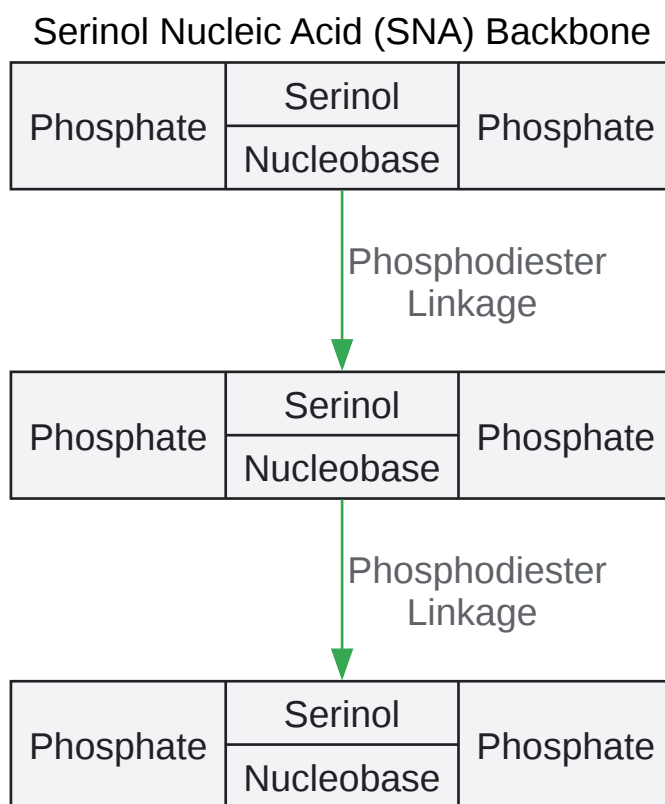 Serinol Nucleic Acid (SNA) Backbone
Phosphate
Serinol
Nucleobase
Phosphate
Phosphodiester
Linkage
Phosphate
Serinol
Nucleobase
Phosphate
Phosphodiester
Linkage
Phosphate
Serinol
Nucleobase
Phosphate